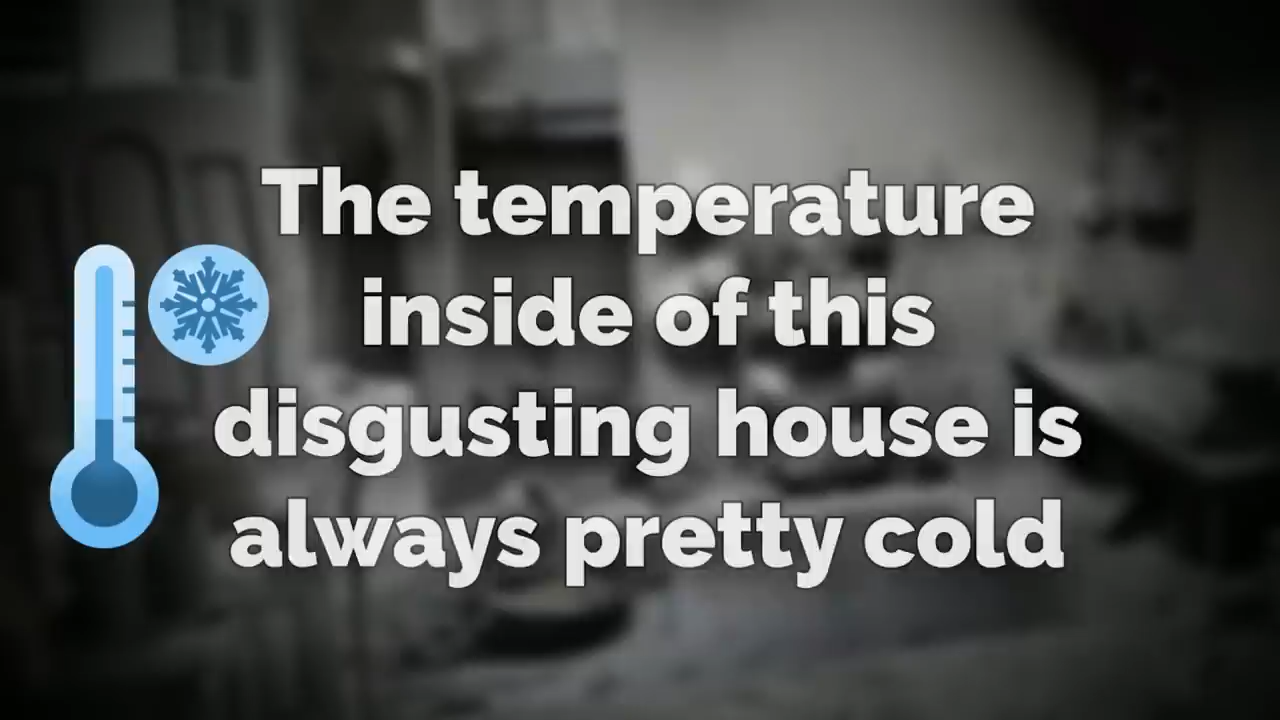 The temperature
inside of this
disgusting house is
always pretty cold